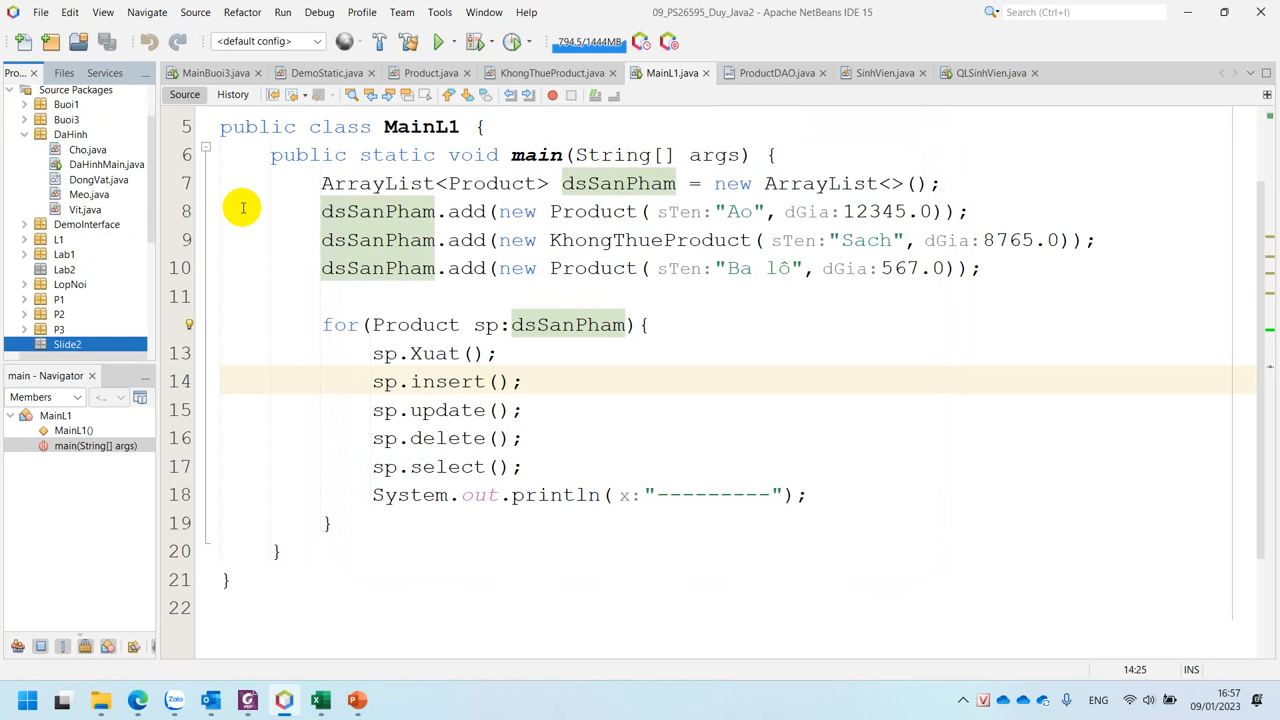 File Edit View Navigate Source Refactor Run Debug Profile Team Tools Window Help
09_PS26595_Duy_Java2 - Apache NetBeans IDE 15
Search (Ctrl+I)
<default config>
794.5/1444MB
Pro... Files Services
MainBuoi3.java DemoStatic.java Product.java KhongThueProduct.java MainL1.java ProductDAO.java SinhVien.java QLSinhVien.java
Source History
Source Packages
Buoi1
Buoi3
DaHinh
Cho.java
DaHinhMain.java
DongVat.java
Meo.java
Vit.java
DemoInterface
L1
Lab1
Lab2
LopNoi
P1
P2
P3
Slide2
main - Navigator
Members
<...
MainL1
MainL1()
main(String[] args)
5 public class MainL1 {
6 public static void main(String[] args) {
7 ArrayList<Product> dsSanPham = new ArrayList<>();
8 dsSanPham.add(new Product(sTen:"Ao", dGia:12345.0));
9 dsSanPham.add(new KhongThueProduct(sTen:"Sach", dGia:8765.0));
10 dsSanPham.add(new Product(sTen:"Ba lô", dGia:567.0));
11
for(Product sp:dsSanPham){
13 sp.Xuat();
14 sp.insert();
15 sp.update();
16 sp.delete();
17 sp.select();
18 System.out.println(x:"---------");
19 }
20 }
21 }
22
14:25 INS
Zalo
ENG
16:57
09/01/2023